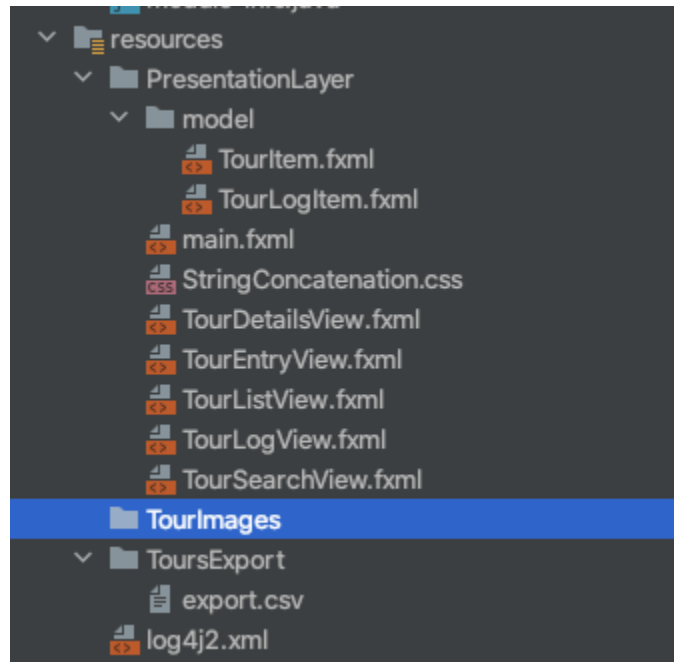 resources
PresentationLayer
model
TourItem.fxml
TourLogItem.fxml
main.fxml
StringConcatenation.css
TourDetailsView.fxml
TourEntryView.fxml
TourListView.fxml
TourLogView.fxml
TourSearchView.fxml
TourImages
ToursExport
export.csv
log4j2.xml